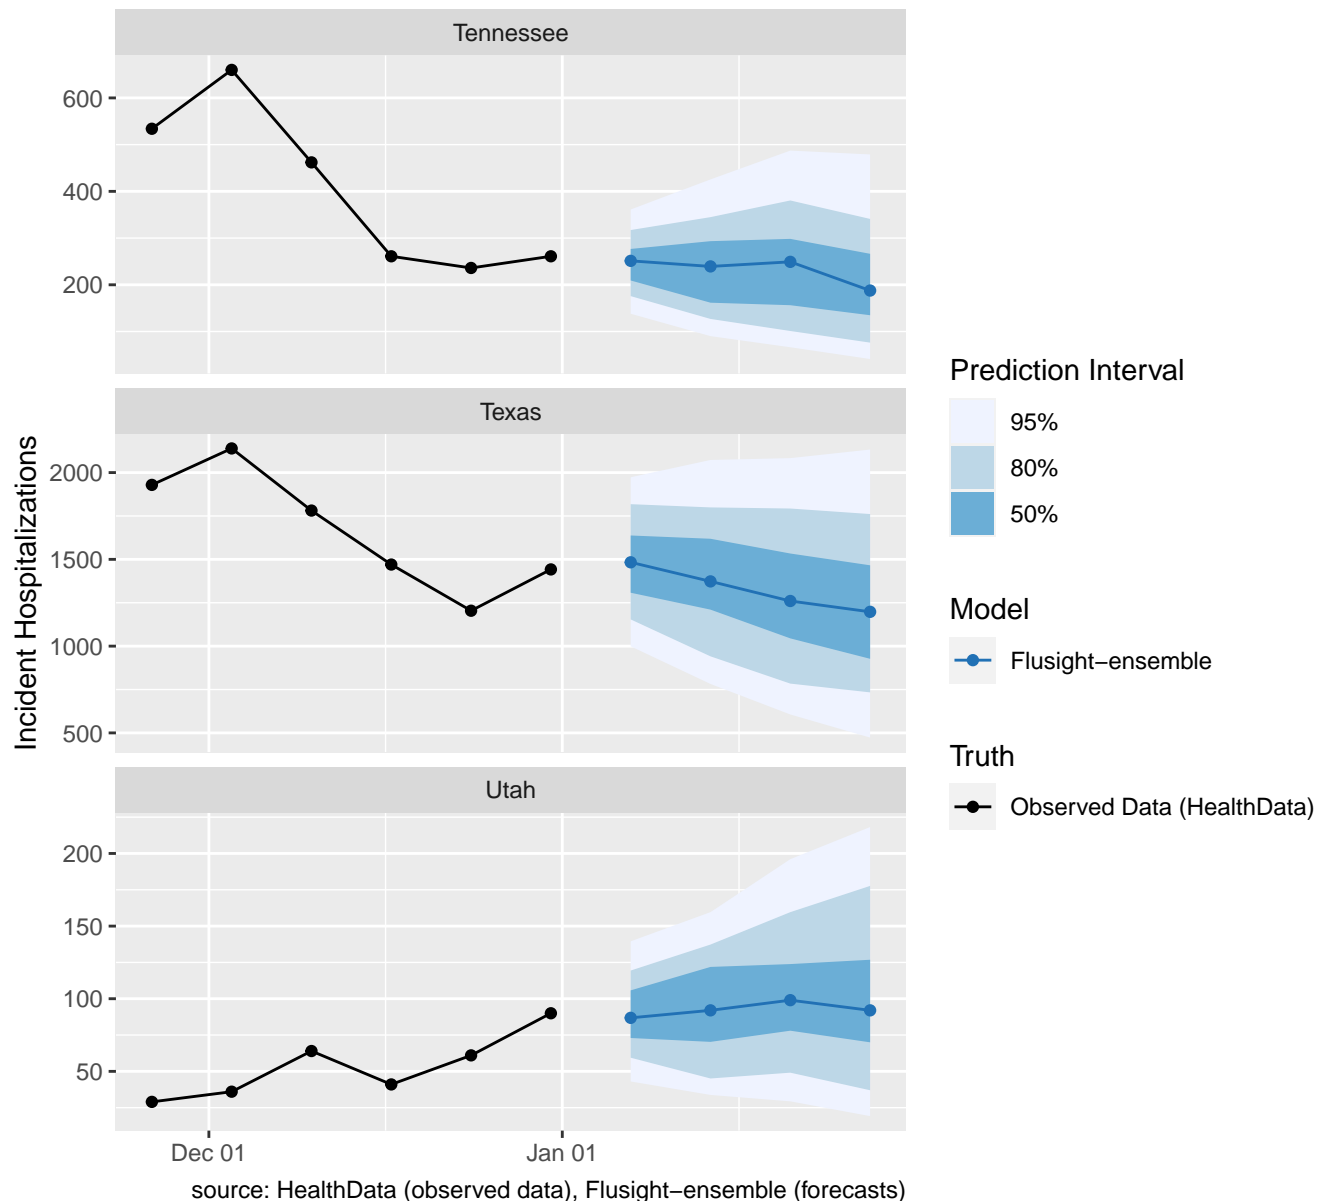 Tennessee
600
400
200
Texas
2000
1500
1000
500
Utah
200
150
100
50
Dec 01
Jan 01
Incident Hospitalizations
source: HealthData (observed data), Flusight−ensemble (forecasts)
Prediction Interval
95%
80%
50%
Model
Flusight−ensemble
Truth
Observed Data (HealthData)